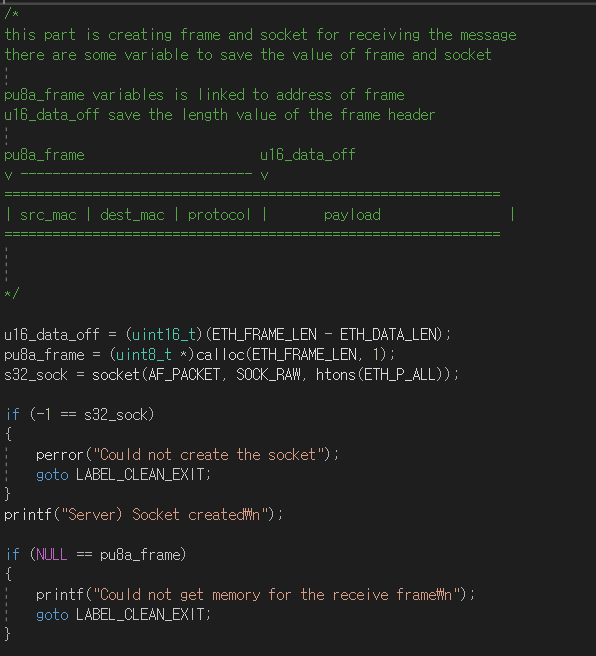 /*
this part is creating frame and socket for receiving the message
there are some variable to save the value of frame and socket
pu8a_frame variables is linked to address of frame
u16_data_off save the length value of the frame header
pu8a_frame                      u16_data_off
v ----------------------------- v
==============================================================
| src_mac | dest_mac | protocol |       payload                |
==============================================================
*/
u16_data_off = (uint16_t)(ETH_FRAME_LEN - ETH_DATA_LEN);
pu8a_frame = (uint8_t *)calloc(ETH_FRAME_LEN, 1);
s32_sock = socket(AF_PACKET, SOCK_RAW, htons(ETH_P_ALL));
if (-1 == s32_sock)
{
    perror("Could not create the socket");
    goto LABEL_CLEAN_EXIT;
}
printf("Server) Socket created₩n");
if (NULL == pu8a_frame)
{
    printf("Could not get memory for the receive frame₩n");
    goto LABEL_CLEAN_EXIT;
}